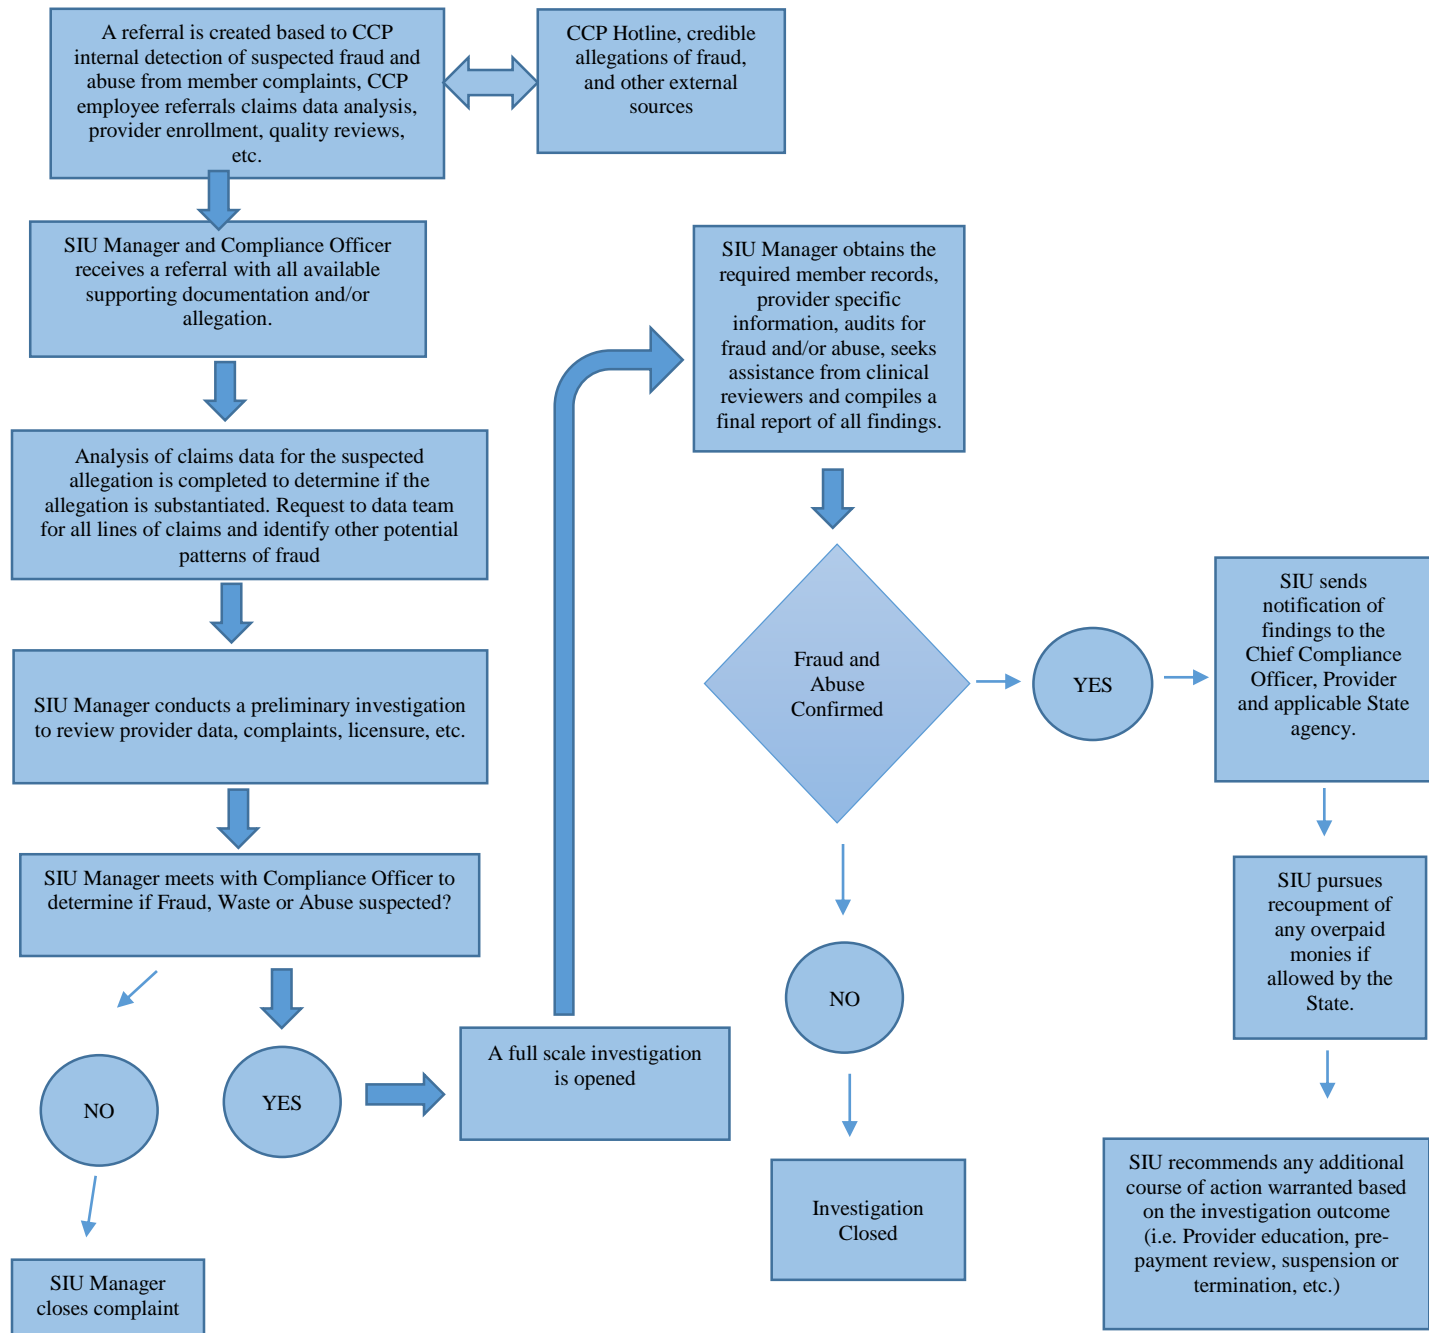 A referral is created based to CCP
internal detection of suspected fraud and
abuse from member complaints, CCP
employee referrals claims data analysis,
provider enrollment, quality reviews,
etc.
CCP Hotline, credible
allegations of fraud,
and other external
sources
SIU Manager and Compliance Officer
receives a referral with all available
supporting documentation and/or
allegation.
Analysis of claims data for the suspected
allegation is completed to determine if the
allegation is substantiated. Request to data team
for all lines of claims and identify other potential
patterns of fraud
SIU Manager conducts a preliminary investigation
to review provider data, complaints, licensure, etc.
SIU Manager meets with Compliance Officer to
determine if Fraud, Waste or Abuse suspected?
NO
YES
SIU Manager
closes complaint
A full scale investigation
is opened
SIU Manager obtains the
required member records,
provider specific
information, audits for
fraud and/or abuse, seeks
assistance from clinical
reviewers and compiles a
final report of all findings.
Fraud and
Abuse
Confirmed
YES
NO
Investigation
Closed
SIU sends
notification of
findings to the
Chief Compliance
Officer, Provider
and applicable State
agency.
SIU pursues
recoupment of
any overpaid
monies if
allowed by the
State.
SIU recommends any additional
course of action warranted based
on the investigation outcome
(i.e. Provider education, pre-
payment review, suspension or
termination, etc.)